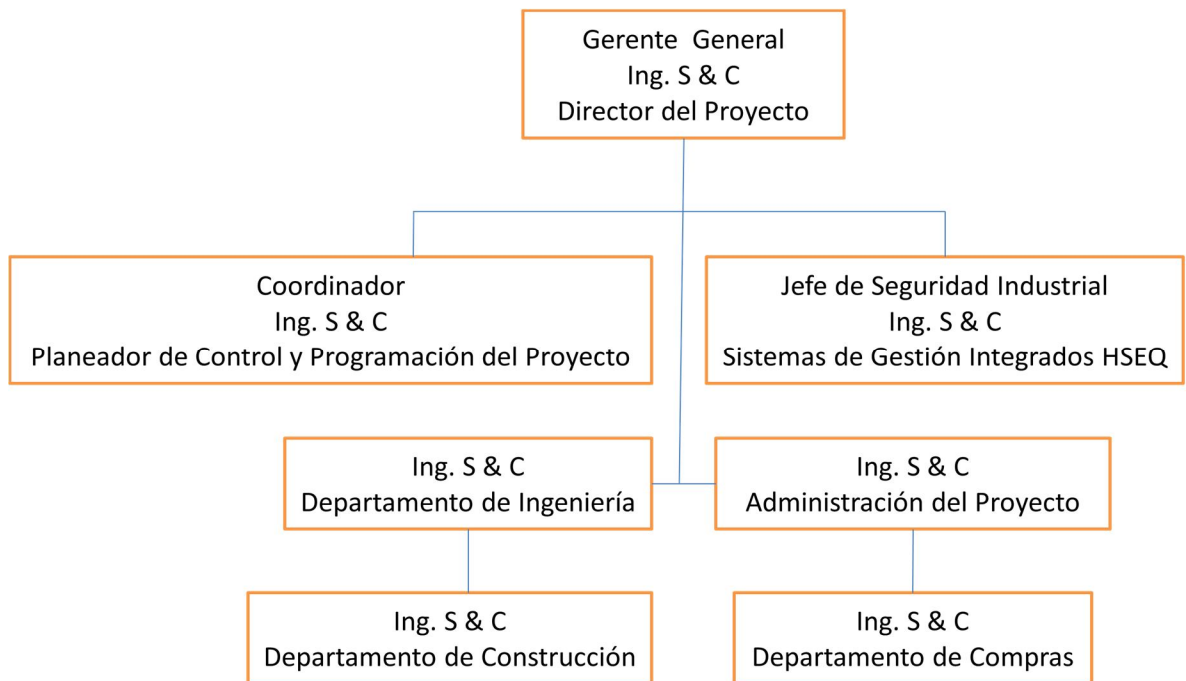 Gerente  General
Ing. S & C
Director del Proyecto
Coordinador
Ing. S & C
Planeador de Control y Programación del Proyecto
Jefe de Seguridad Industrial
Ing. S & C
Sistemas de Gestión Integrados HSEQ
Ing. S & C
Departamento de Ingeniería
Ing. S & C
Administración del Proyecto
Ing. S & C
Departamento de Construcción
Ing. S & C
Departamento de Compras